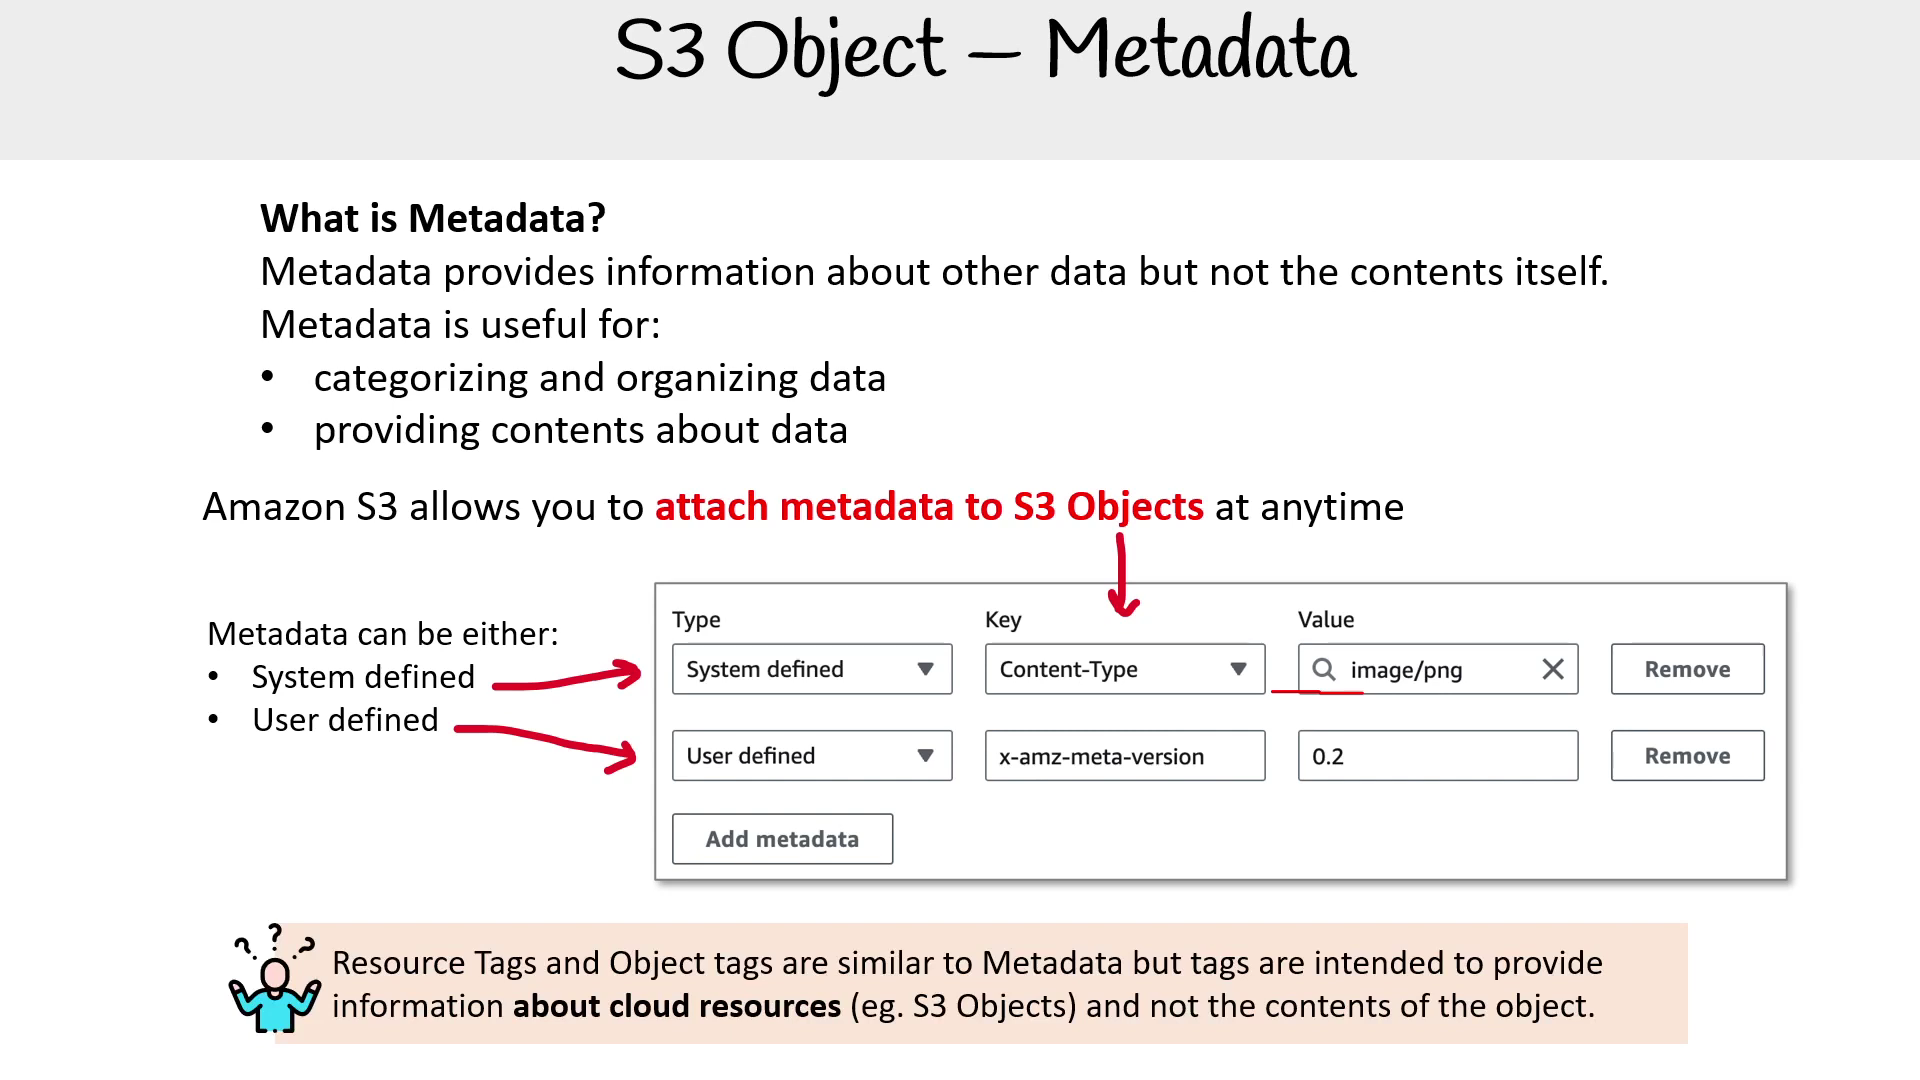 S3 Object – Metadata
What is Metadata?
Metadata provides information about other data but not the contents itself.
Metadata is useful for:
• categorizing and organizing data
• providing contents about data
Amazon S3 allows you to attach metadata to S3 Objects at anytime
Metadata can be either:
• System defined
• User defined
Type Key Value
System defined Content-Type image/png Remove
User defined x-amz-meta-version 0.2 Remove
Add metadata
? ? ?
Resource Tags and Object tags are similar to Metadata but tags are intended to provide
information about cloud resources (eg. S3 Objects) and not the contents of the object.